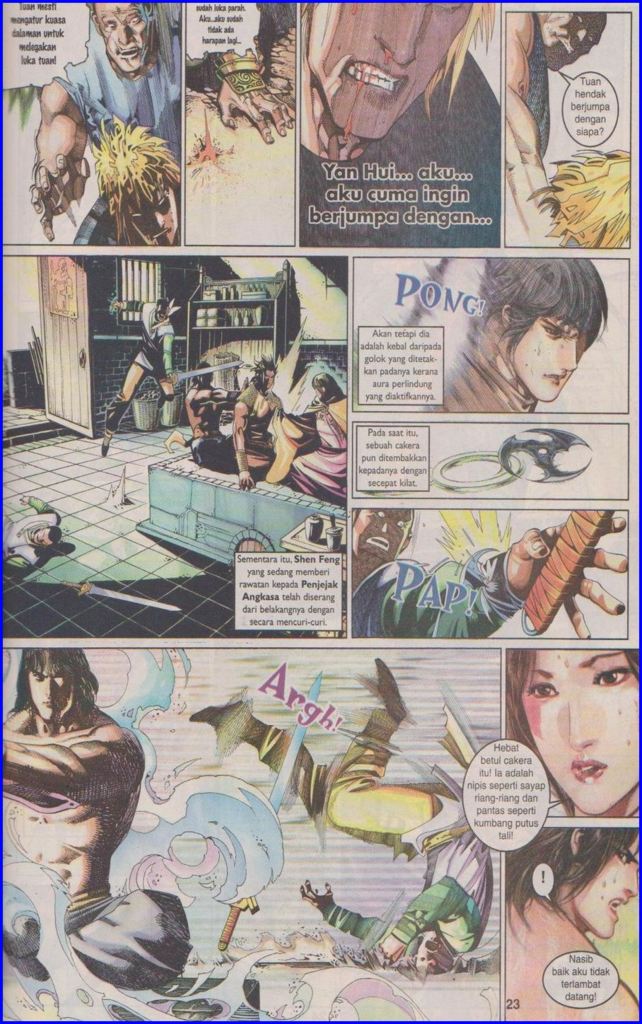 Tuan mesti
mengatur kuasa
dalaman untuk
melegakan
luka tuan!
sudah luka parah.
Aku..aku sudah
tidak ada
harapan lagi...
Yan Hui... aku...
aku cuma ingin
berjumpa dengan...
Tuan
hendak
berjumpa
dengan
siapa?
Sementara itu, Shen Feng
yang sedang memberi
rawatan kepada Penjejak
Angkasa telah diserang
dari belakangnya dengan
secara mencuri-curi.
PONG!
Akan tetapi dia
adalah kebal daripada
golok yang ditetak-
kan padanya kerana
aura perlindung
yang diaktifkannya.
Pada saat itu,
sebuah cakera
pun ditembakkan
kepadanya dengan
secepat kilat.
PAP!
Argh!
Hebat
betul cakera
itu! Ia adalah
nipis seperti sayap
riang-riang dan
pantas seperti
kumbang putus
tali!
!
Nasib
baik aku tidak
terlambat
datang!
23